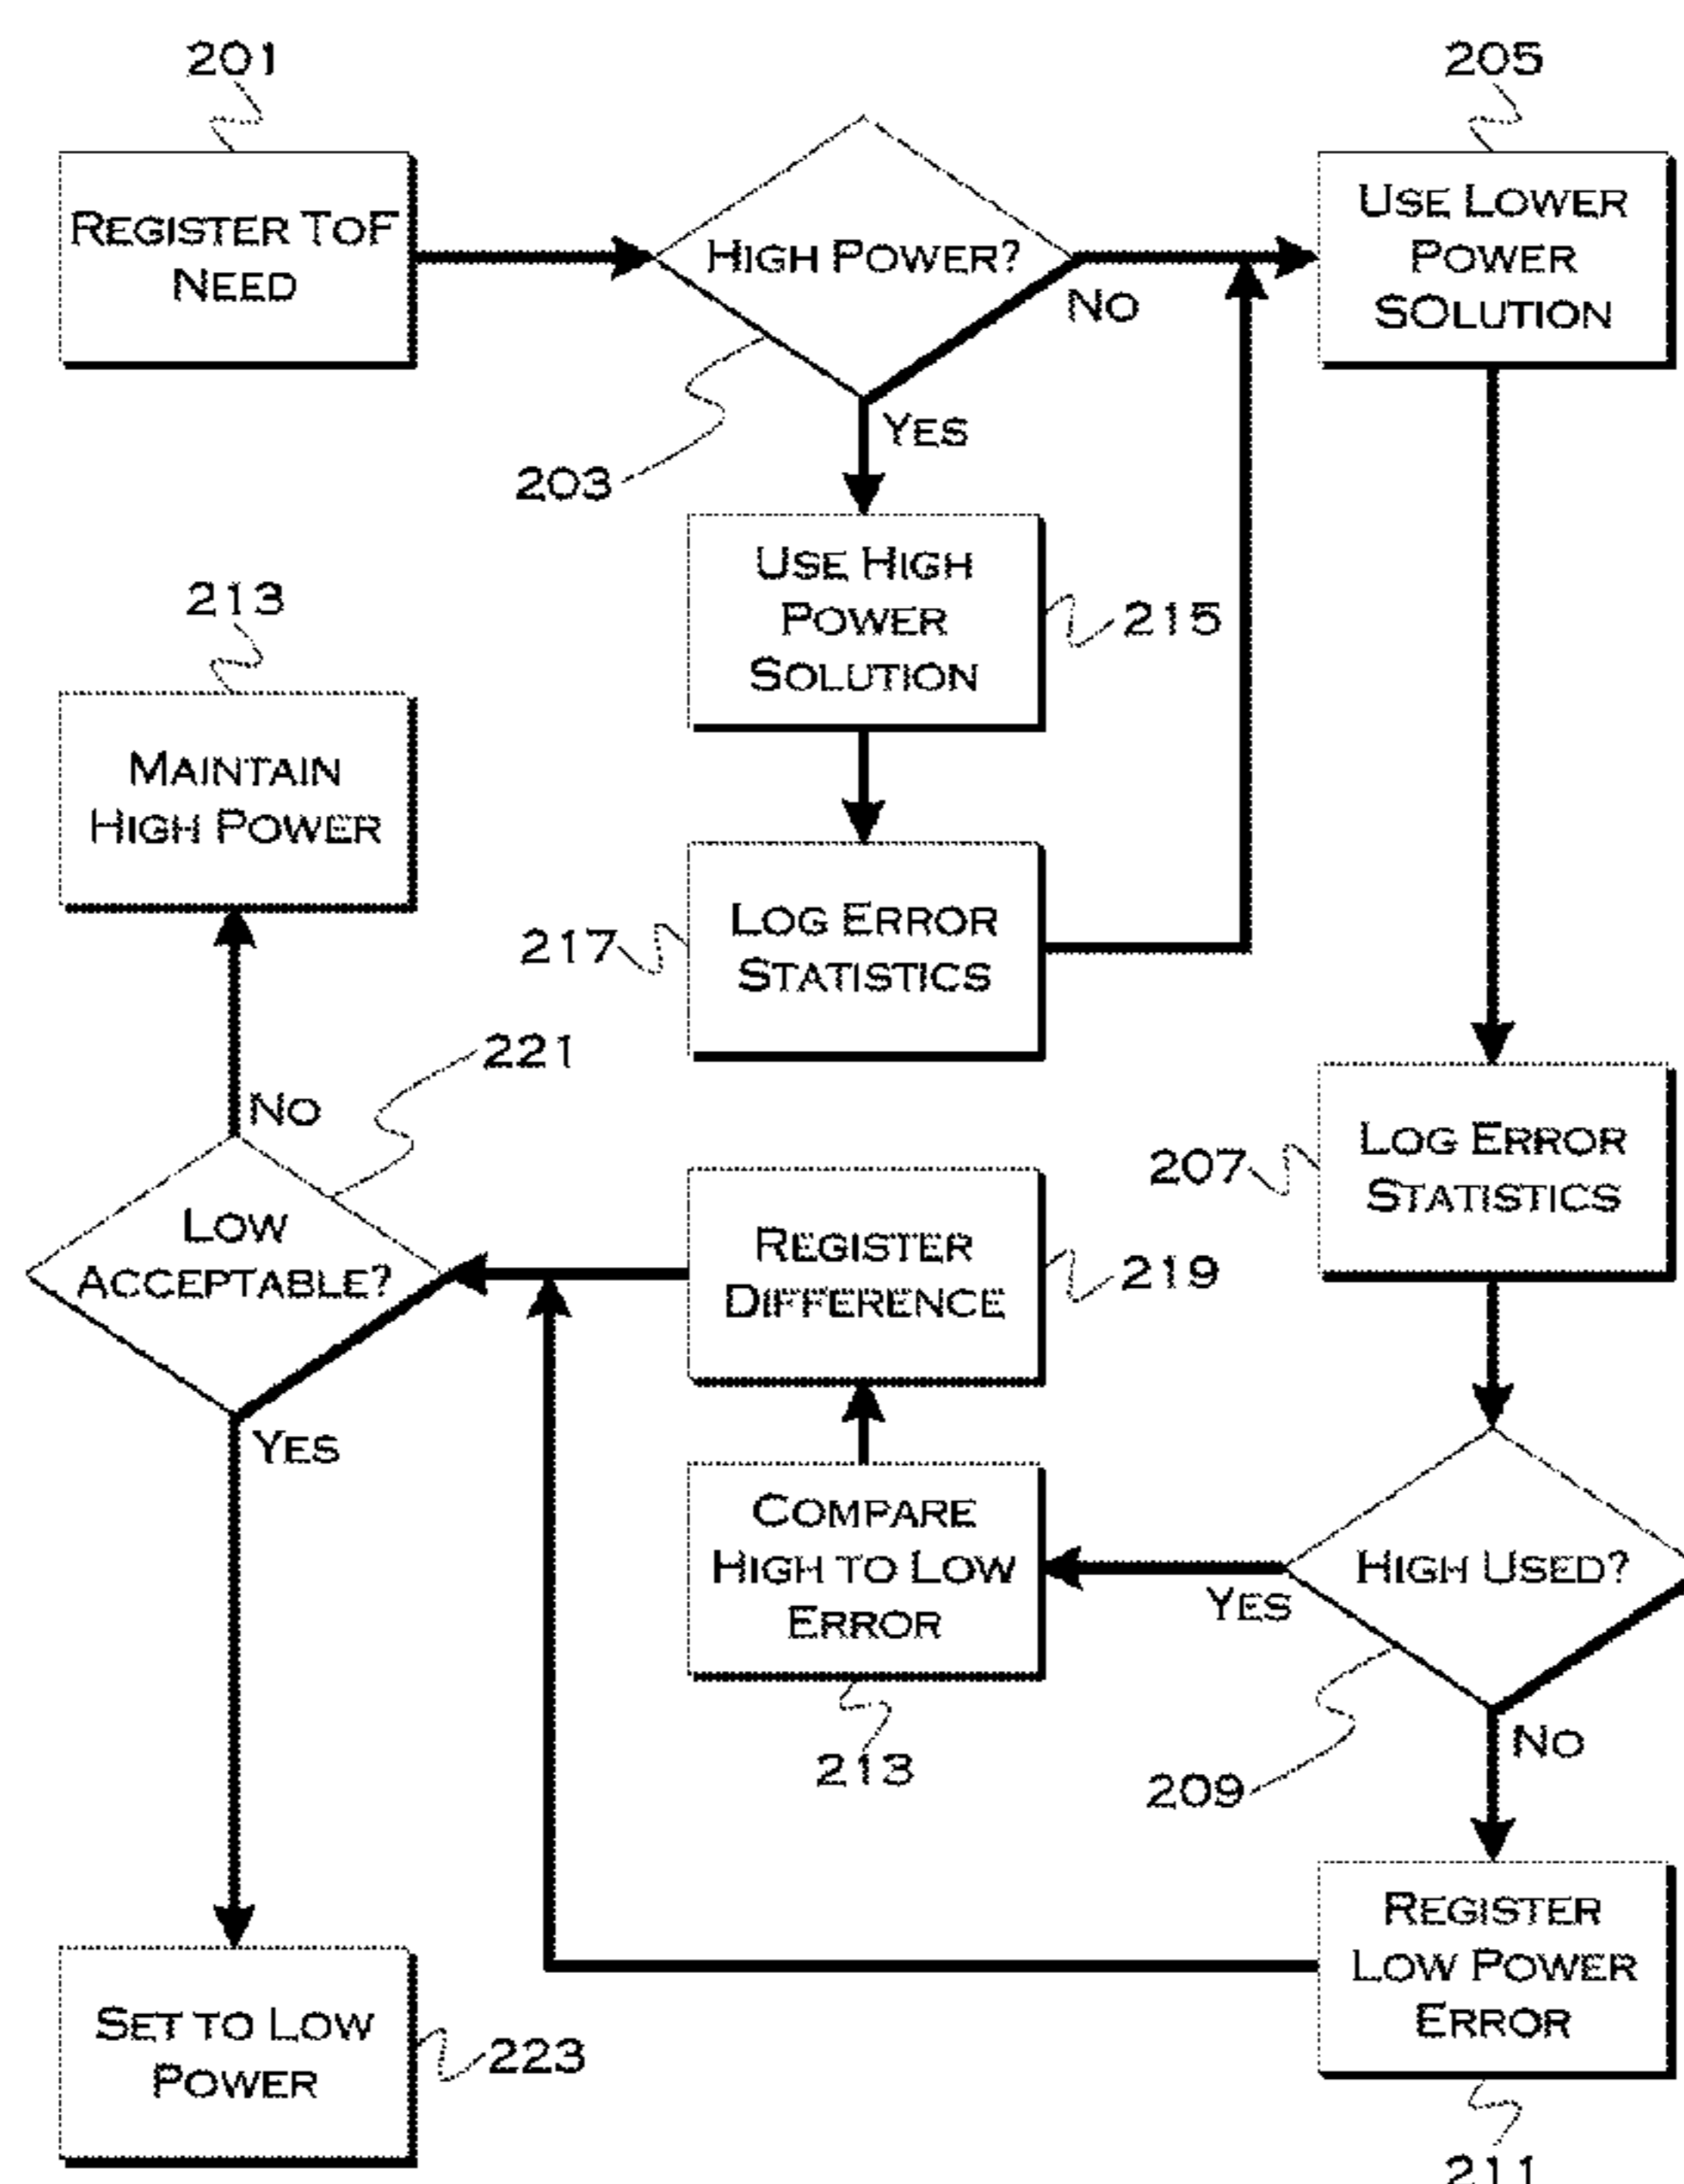 201
205
Register ToF
Need
High Power?
Use Lower
Power
SOlution
No
Yes
203
Use High
Power
Solution
215
213
Maintain
High Power
Log Error
Statistics
217
221
No
Log Error
Statistics
207
Low
Acceptable?
Register
Difference
219
Yes
Compare
High to Low
Error
Yes
High Used?
213
No
209
Register
Low Power
Error
Set to Low
Power
223
211